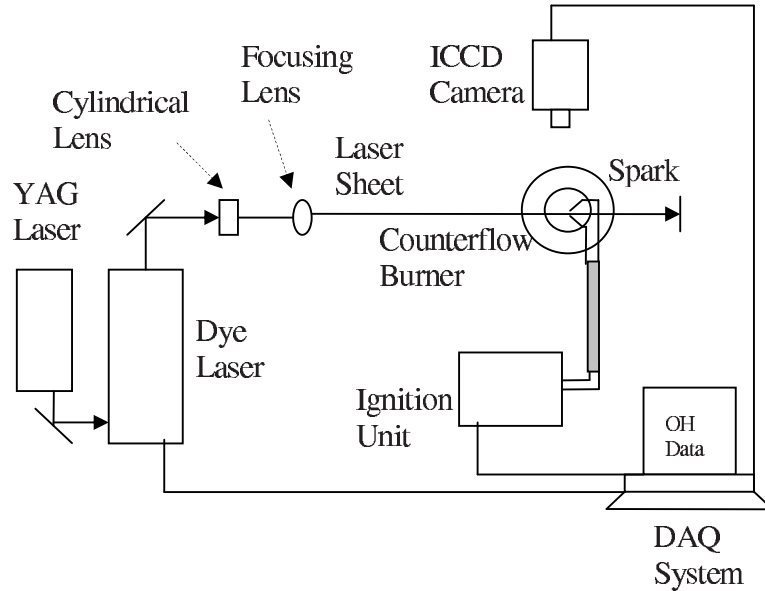 Focusing
Lens
ICCD
Camera
Cylindrical
Lens
Laser
Sheet
Spark
YAG
Laser
Counterflow
Burner
Dye
Laser
Ignition
Unit
OH
Data
DAQ
System